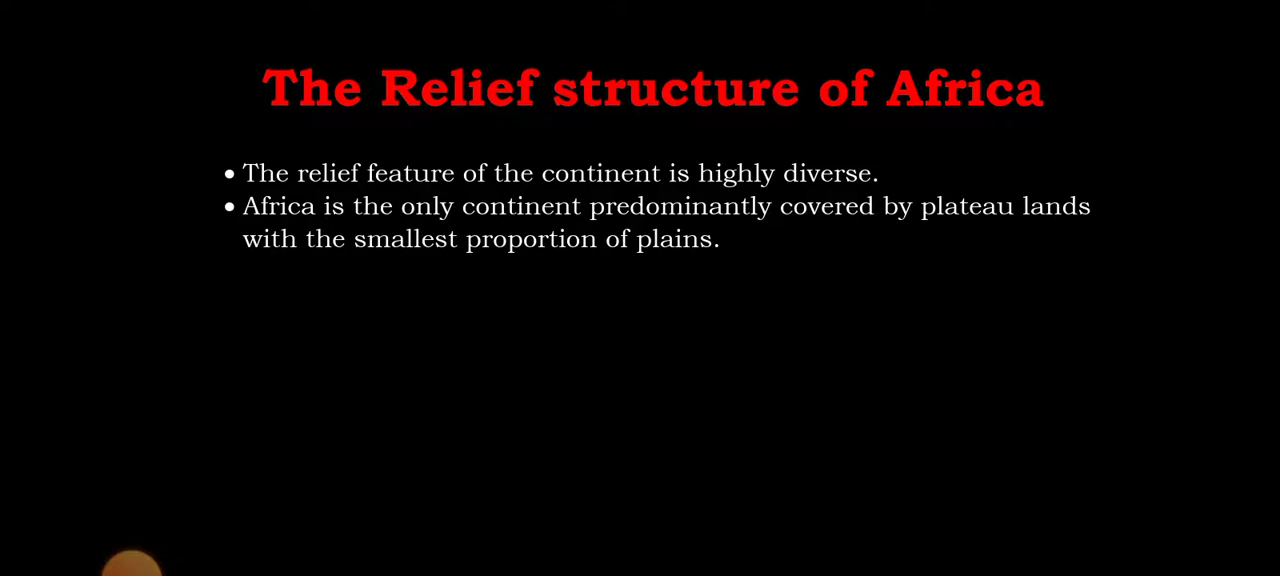 The Relief structure of Africa
• The relief feature of the continent is highly diverse.
• Africa is the only continent predominantly covered by plateau lands
with the smallest proportion of plains.